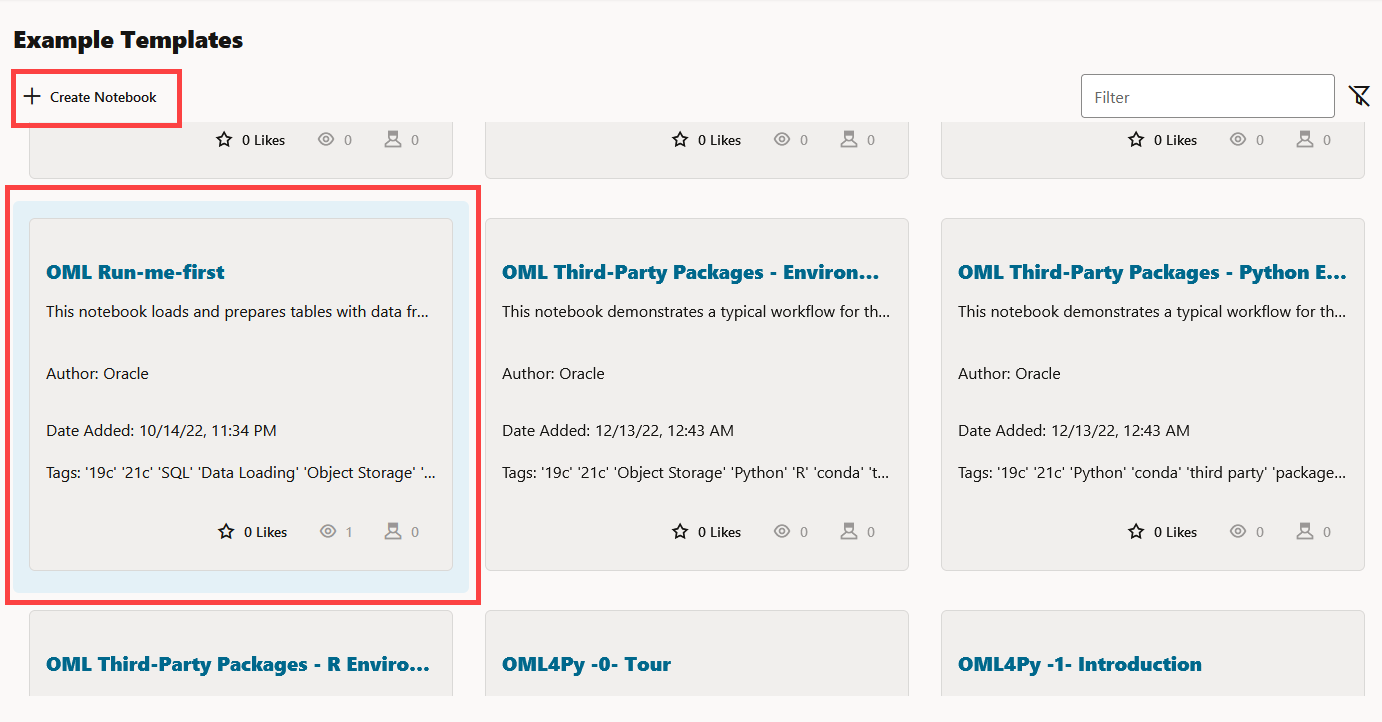 Example Templates
Create Notebook
Filter
0 Likes 0 0
0 Likes 0 0
0 Likes 0 0
OML Run-me-first
This notebook loads and prepares tables with data fr...
Author: Oracle
Date Added: 10/14/22, 11:34 PM
Tags: '19c' '21c' 'SQL' 'Data Loading' 'Object Storage' '...
0 Likes 1 0
OML Third-Party Packages - Environ...
This notebook demonstrates a typical workflow for th...
Author: Oracle
Date Added: 12/13/22, 12:43 AM
Tags: '19c' '21c' 'Object Storage' 'Python' 'R' 'conda' 't...
0 Likes 0 0
OML Third-Party Packages - Python E...
This notebook demonstrates a typical workflow for th...
Author: Oracle
Date Added: 12/13/22, 12:43 AM
Tags: '19c' '21c' 'Python' 'conda' 'third party' 'package...
0 Likes 0 0
OML Third-Party Packages - R Enviro...
OML4Py -0- Tour
OML4Py -1- Introduction